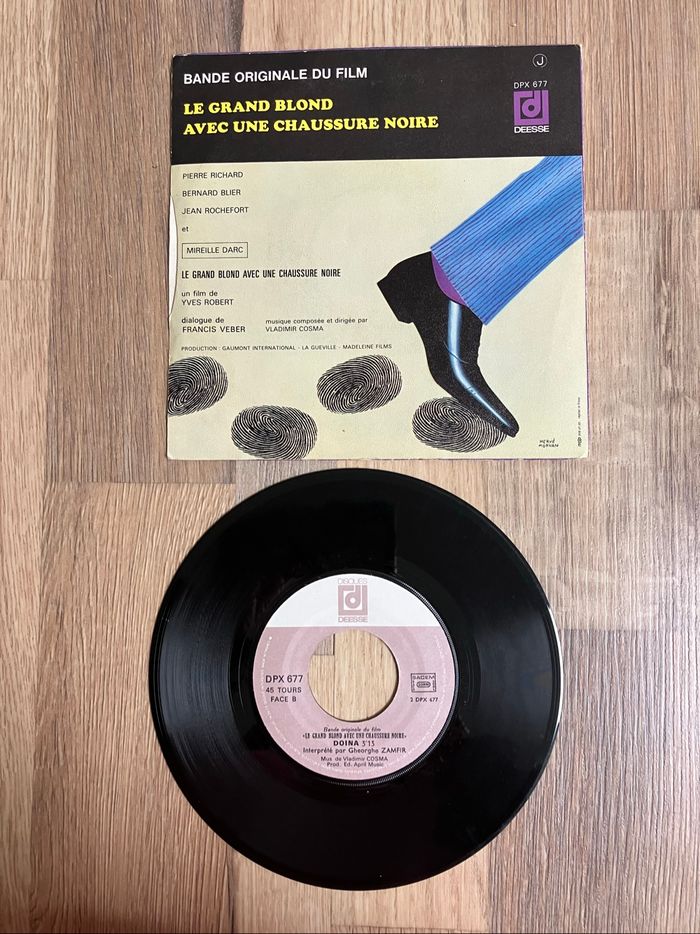 BANDE ORIGINALE DU FILM
J
DPX 677
LE GRAND BLOND
AVEC UNE CHAUSSURE NOIRE
DEESSE
PIERRE RICHARD
BERNARD BLIER
JEAN ROCHEFORT
et
MIREILLE DARC
LE GRAND BLOND AVEC UNE CHAUSSURE NOIRE
un film de
YVES ROBERT
dialogue de
FRANCIS VEBER
musique composée et dirigée par
VLADIMIR COSMA
PRODUCTION : GAUMONT INTERNATIONAL - LA GUEVILLE - MADELEINE FILMS
HERVÉ
MORVAN
DISQUES
DEESSE
DPX 677
45 TOURS
FACE B
SACEM
2 DPX 677
Bande originale du film
«LE GRAND BLOND AVEC UNE CHAUSSURE NOIRE»
DOINA 3'15
Interprété par Gheorghe ZAMFIR
Mus de Vladimir COSMA
Prod. Ed. April Music